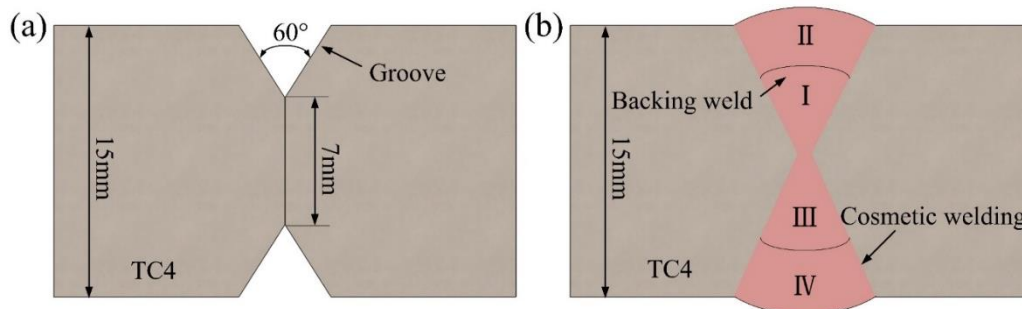 (a)
60°
Groove
15mm
7mm
TC4
(b)
II
Backing weld
I
15mm
III
Cosmetic welding
TC4
IV